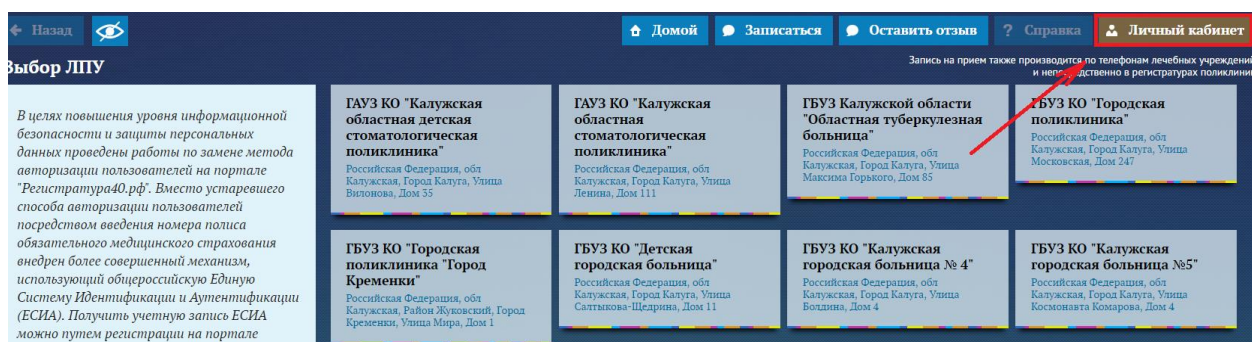 Назад
Домой
Записаться
Оставить отзыв
? Справка
Личный кабинет
Выбор ЛПУ
Запись на прием также производится по телефонам лечебных учреждений
и непосредственно в регистратурах поликлиник
В целях повышения уровня информационной
безопасности и защиты персональных
данных проведены работы по замене метода
авторизации пользователей на портале
"Регистратура40.рф". Вместо устаревшего
способа авторизации пользователей
посредством введения номера полиса
обязательного медицинского страхования
внедрен более совершенный механизм,
использующий общероссийскую Единую
Систему Идентификации и Аутентификации
(ЕСИА). Получить учетную запись ЕСИА
можно путем регистрации на портале
ГАУЗ КО "Калужская
областная детская
стоматологическая
поликлиника"
Российская Федерация, обл
Калужская, Город Калуга, Улица
Вилонова, Дом 35
ГАУЗ КО "Калужская
областная
стоматологическая
поликлиника"
Российская Федерация, обл
Калужская, Город Калуга, Улица
Ленина, Дом 111
ГБУЗ Калужской области
"Областная туберкулезная
больница"
Российская Федерация, обл
Калужская, Город Калуга, Улица
Максима Горького, Дом 85
ГБУЗ КО "Городская
поликлиника"
Российская Федерация, обл
Калужская, Город Калуга, Улица
Московская, Дом 247
ГБУЗ КО "Городская
поликлиника "Город
Кременки"
Российская Федерация, обл
Калужская, Район Жуковский, Город
Кременки, Улица Мира, Дом 1
ГБУЗ КО "Детская
городская больница"
Российская Федерация, обл
Калужская, Город Калуга, Улица
Салтыкова-Щедрина, Дом 11
ГБУЗ КО "Калужская
городская больница № 4"
Российская Федерация, обл
Калужская, Город Калуга, Улица
Болдина, Дом 4
ГБУЗ КО "Калужская
городская больница №5"
Российская Федерация, обл
Калужская, Город Калуга, Улица
Космонавта Комарова, Дом 4